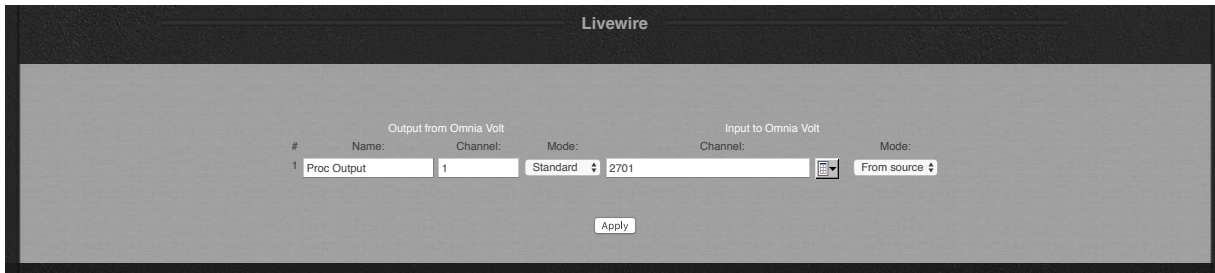 Livewire
Output from Omnia Volt Input to Omnia Volt
# Name: Channel: Mode: Channel: Mode:
1 Proc Output 1 Standard 2701 From source
Apply